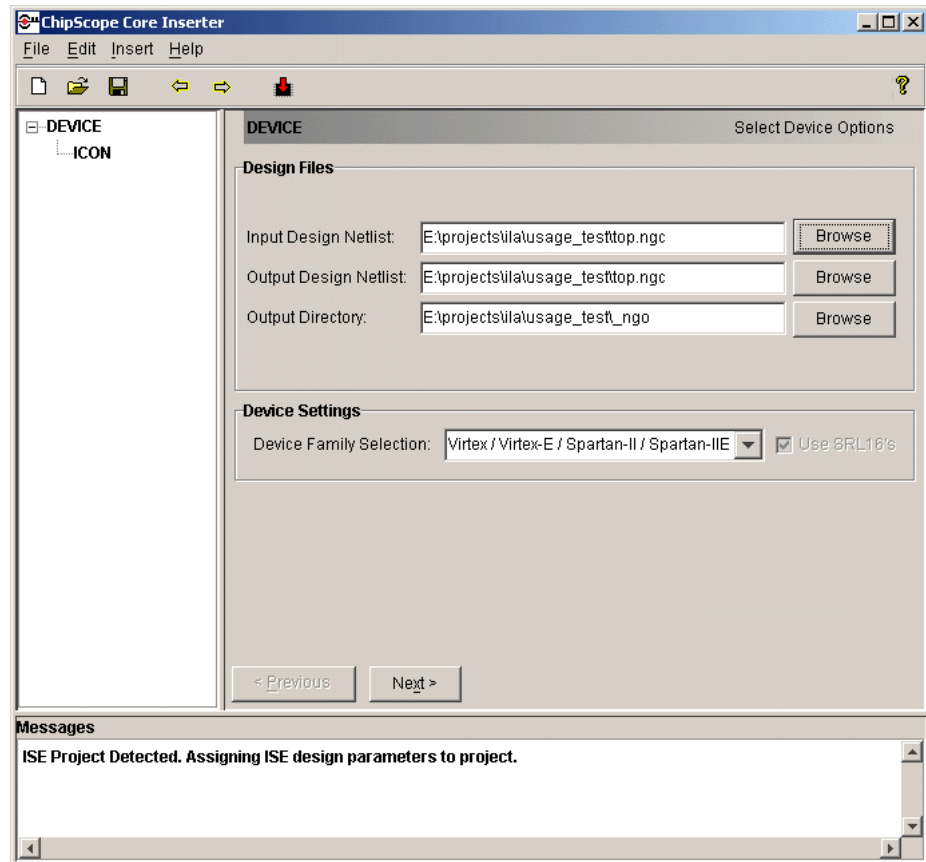 ChipScope Core Inserter
File Edit Insert Help
DEVICE
ICON
DEVICE Select Device Options
Design Files
Input Design Netlist: E:\projects\ila\usage_test\top.ngc Browse
Output Design Netlist: E:\projects\ila\usage_test\top.ngc Browse
Output Directory: E:\projects\ila\usage_test\_ngo Browse
Device Settings
Device Family Selection: Virtex / Virtex-E / Spartan-II / Spartan-IIE Use SRL16's
< Previous Next >
Messages
ISE Project Detected. Assigning ISE design parameters to project.